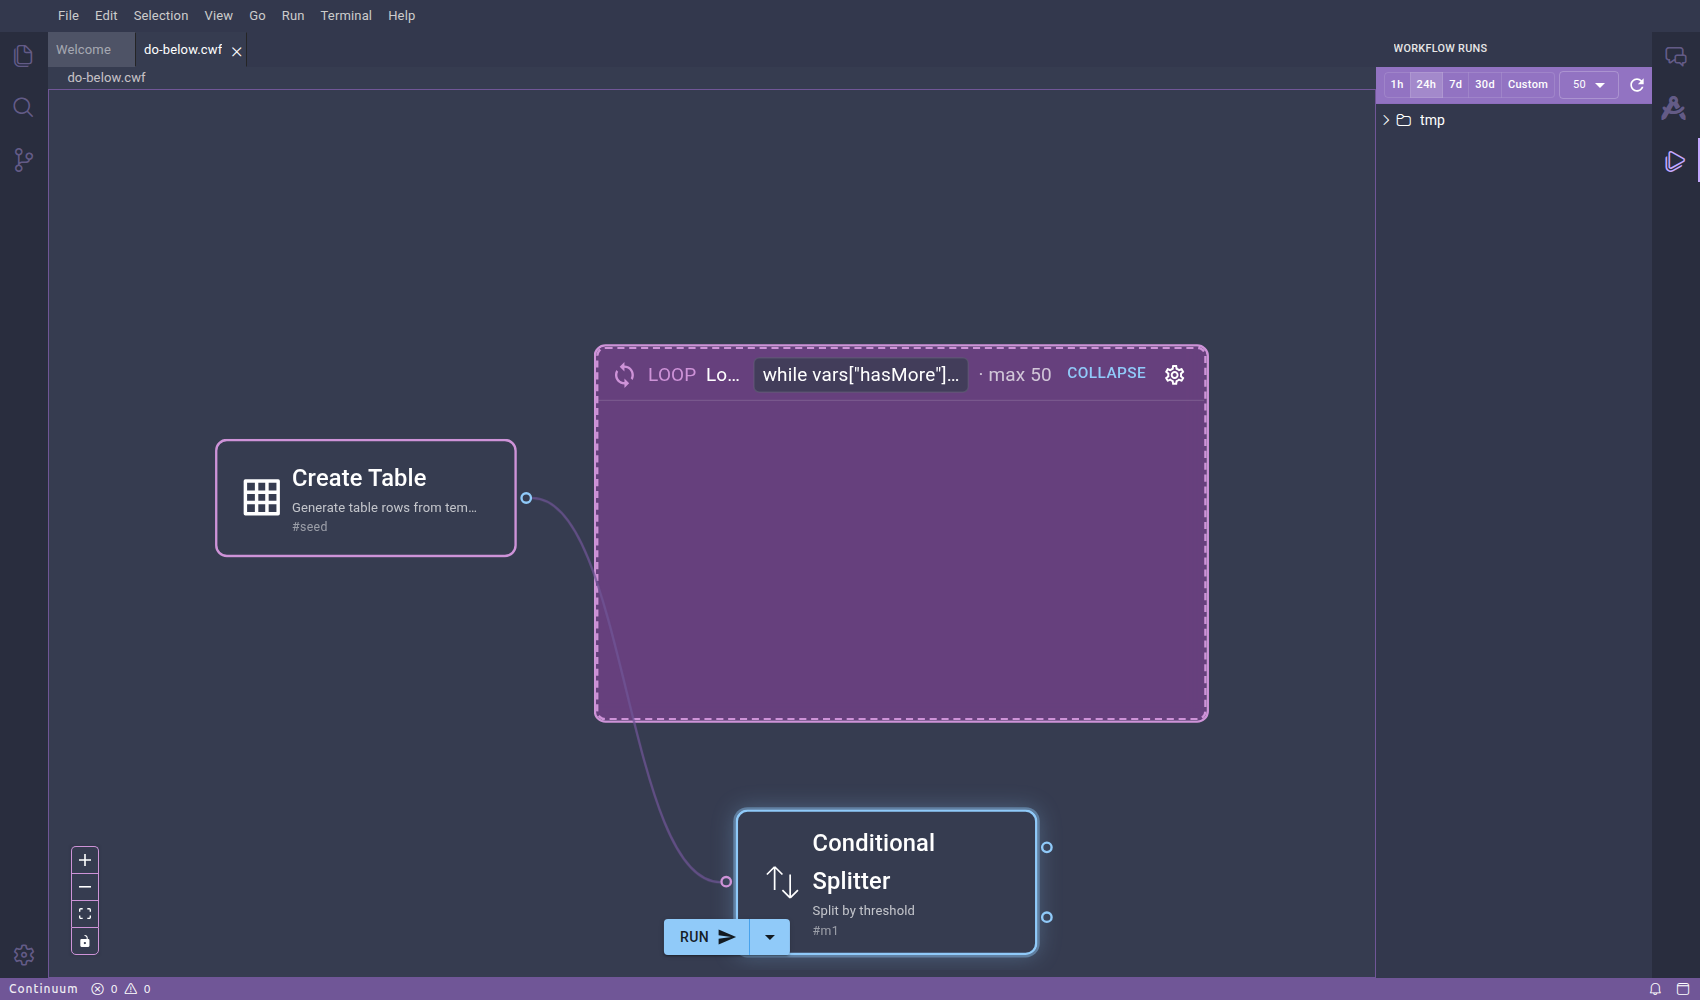 File Edit Selection View Go Run Terminal Help
Welcome do-below.cwf
do-below.cwf
WORKFLOW RUNS
1h 24h 7d 30d Custom 50
tmp
LOOP Lo... while vars["hasMore"]... · max 50 COLLAPSE
Create Table
Generate table rows from tem...
#seed
Conditional
Splitter
Split by threshold
#m1
RUN
Continuum 0 0